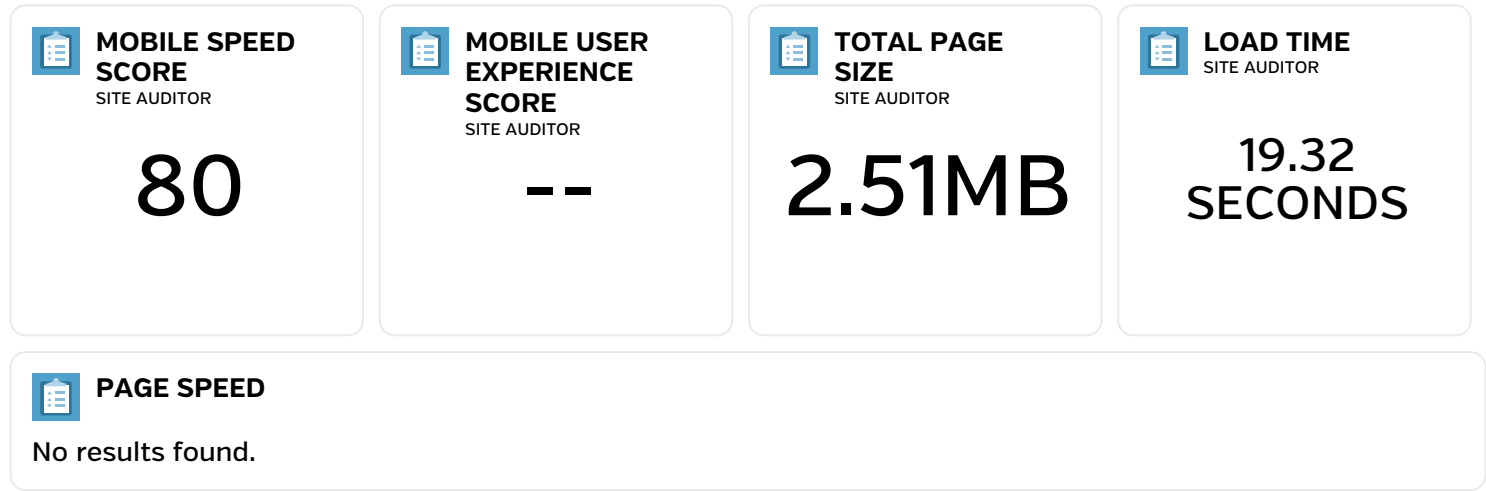 MOBILE SPEED
SCORE
SITE AUDITOR
80
MOBILE USER
EXPERIENCE
SCORE
SITE AUDITOR
--
TOTAL PAGE
SIZE
SITE AUDITOR
2.51MB
LOAD TIME
SITE AUDITOR
19.32
SECONDS
PAGE SPEED
No results found.